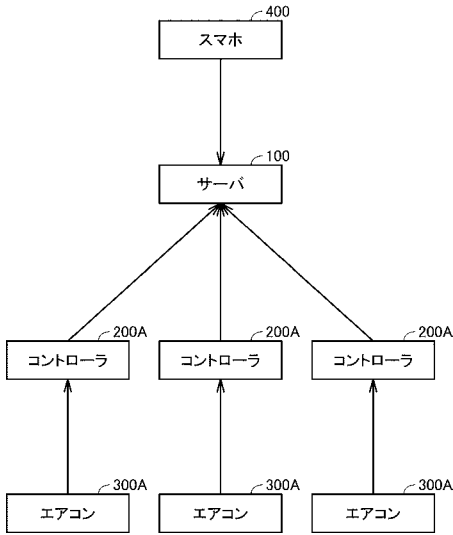 400
スマホ
100
サーバ
200A 200A 200A
コントローラ コントローラ コントローラ
300A 300A 300A
エアコン エアコン エアコン